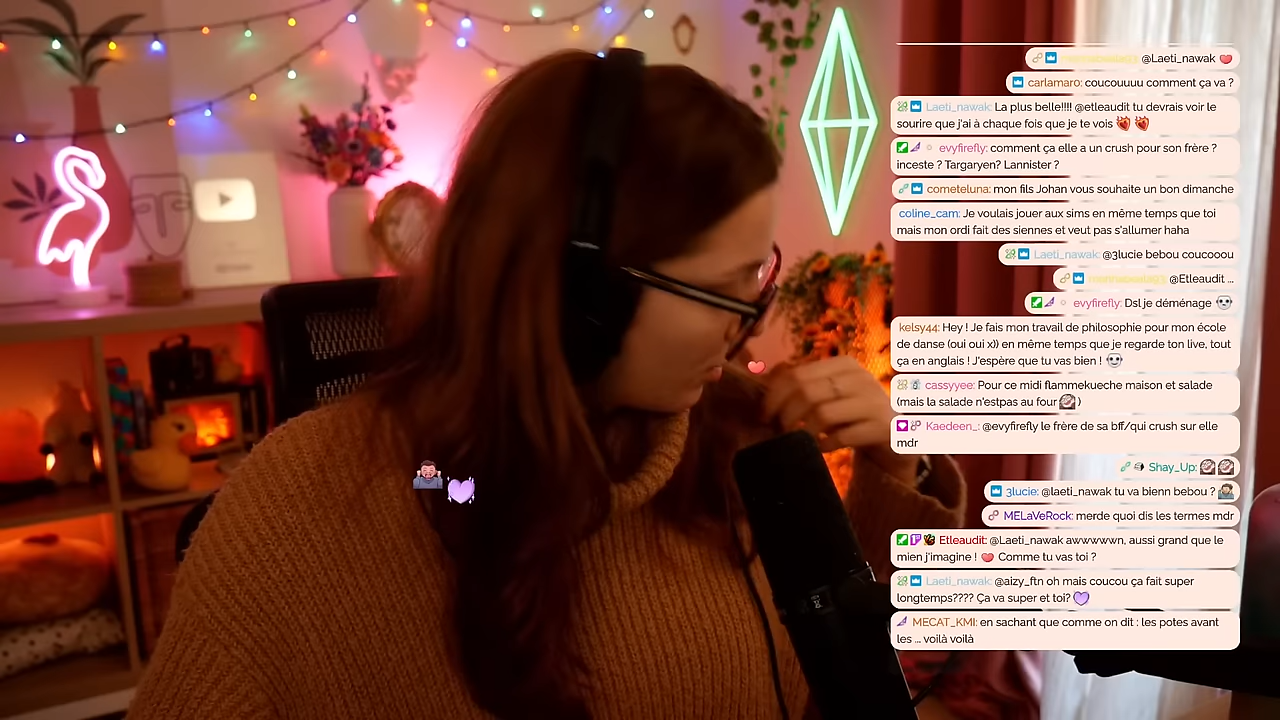 @Laeti_nawak
carlamaro: coucouuuu comment ça va ?
Laeti_nawak: La plus belle!!!! @etleaudit tu devrais voir le
sourire que j'ai à chaque fois que je te vois
evyfirefly: comment ça elle a un crush pour son frère ?
inceste ? Targaryen? Lannister ?
cometeluna: mon fils Johan vous souhaite un bon dimanche
coline_cam: Je voulais jouer aux sims en même temps que toi
mais mon ordi fait des siennes et veut pas s'allumer haha
Laeti_nawak: @3lucie bebou coucooou
@Etleaudit ...
evyfirefly: Dsl je déménage
kelsy44: Hey ! Je fais mon travail de philosophie pour mon école
de danse (oui oui x)) en même temps que je regarde ton live, tout
ça en anglais ! J'espère que tu vas bien !
cassyyee: Pour ce midi flammekueche maison et salade
(mais la salade n'estpas au four )
Kaedeen_: @evyfirefly le frère de sa bff/qui crush sur elle
mdr
Shay_Up:
3lucie: @laeti_nawak tu va bienn bebou ?
MELaVeRock: merde quoi dis les termes mdr
Etleaudit: @Laeti_nawak awwwwwn, aussi grand que le
mien j'imagine ! Comme tu vas toi ?
Laeti_nawak: @aizy_ftn oh mais coucou ça fait super
longtemps???? Ça va super et toi?
MECAT_KMI: en sachant que comme on dit : les potes avant
les ... voilà voilà